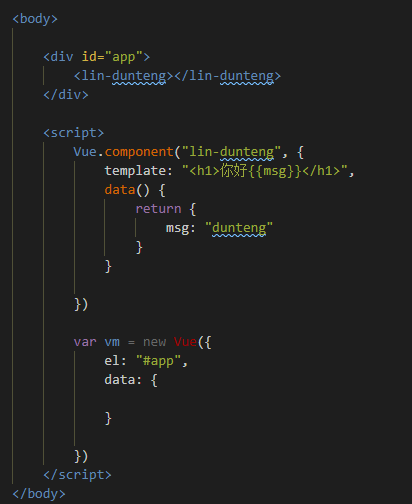 <body>
<div id="app">
<lin-dunteng></lin-dunteng>
</div>
<script>
Vue.component("lin-dunteng", {
template: "<h1>你好{{msg}}</h1>",
data() {
return {
msg: "dunteng"
}
}
})
var vm = new Vue({
el: "#app",
data: {
}
})
</script>
</body>